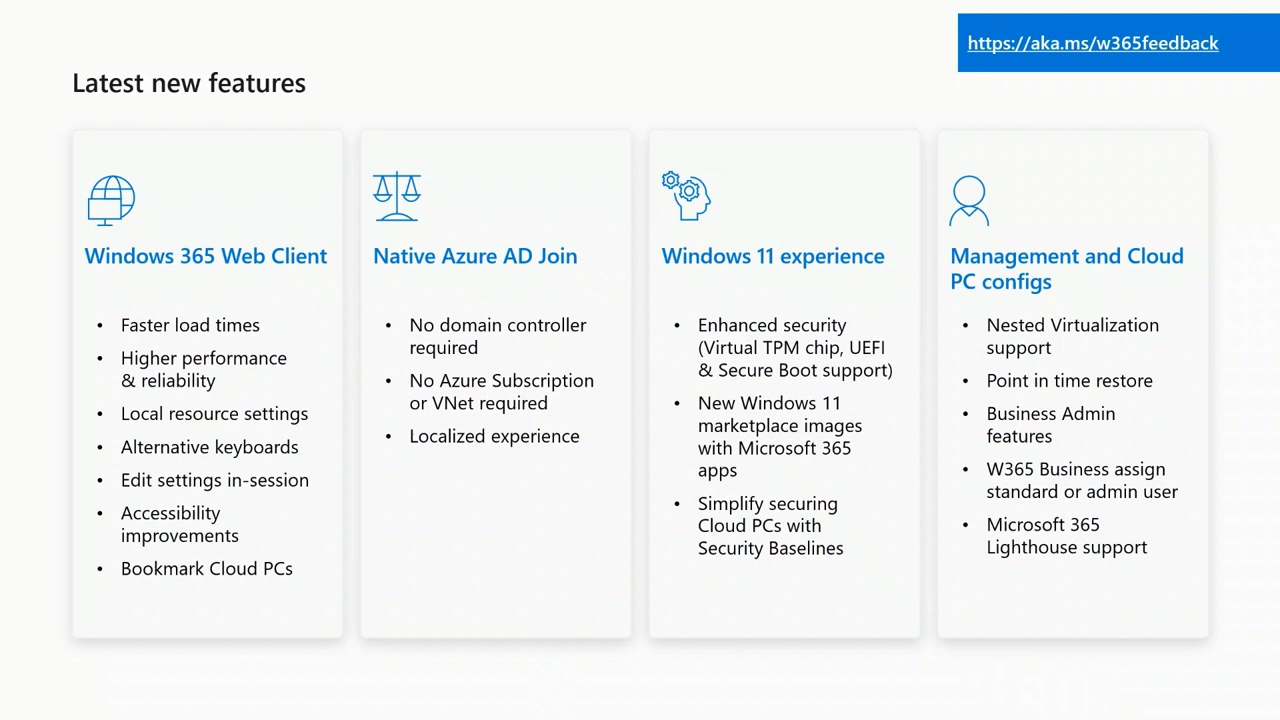 https://aka.ms/w365feedback
Latest new features
Windows 365 Web Client
• Faster load times
• Higher performance
& reliability
• Local resource settings
• Alternative keyboards
• Edit settings in-session
• Accessibility
improvements
• Bookmark Cloud PCs
Native Azure AD Join
• No domain controller
required
• No Azure Subscription
or VNet required
• Localized experience
Windows 11 experience
• Enhanced security
(Virtual TPM chip, UEFI
& Secure Boot support)
• New Windows 11
marketplace images
with Microsoft 365
apps
• Simplify securing
Cloud PCs with
Security Baselines
Management and Cloud
PC configs
• Nested Virtualization
support
• Point in time restore
• Business Admin
features
• W365 Business assign
standard or admin user
• Microsoft 365
Lighthouse support